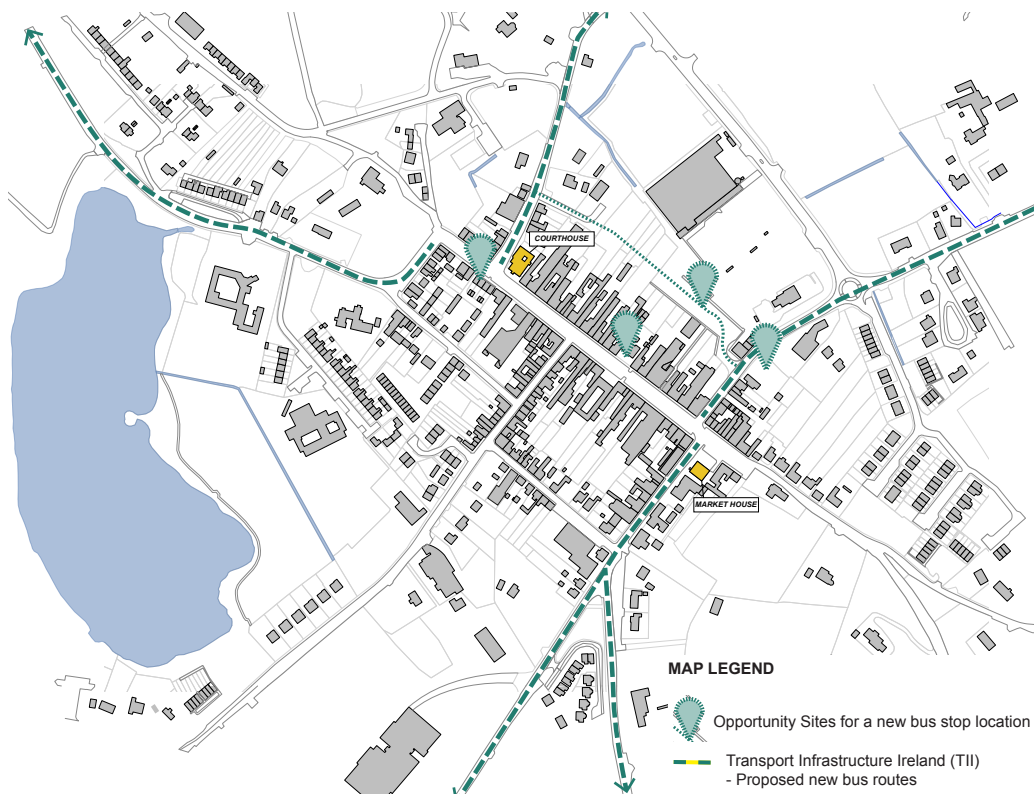 COURTHOUSE
MARKET HOUSE
MAP LEGEND
Opportunity Sites for a new bus stop location
Transport Infrastructure Ireland (TII)
- Proposed new bus routes